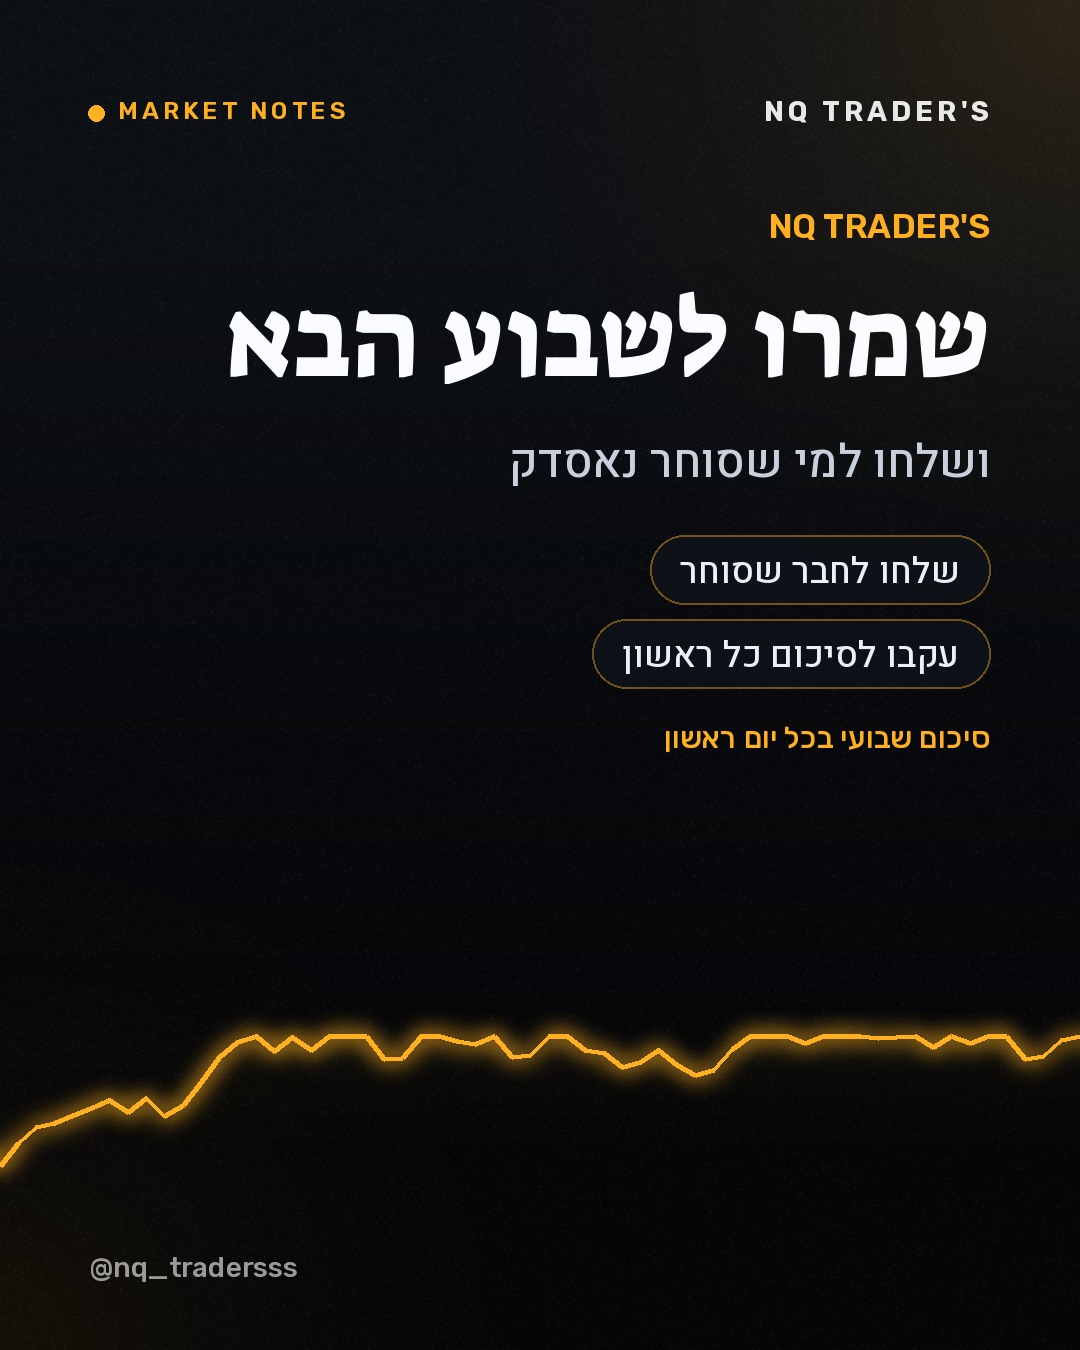 MARKET NOTES
NQ TRADER'S
NQ TRADER'S
שמרו לשבוע הבא
ושלחו למי שסוחר נאסדק
שלחו לחבר שסוחר
עקבו לסיכום כל ראשון
סיכום שבועי בכל יום ראשון
@nq_tradersss